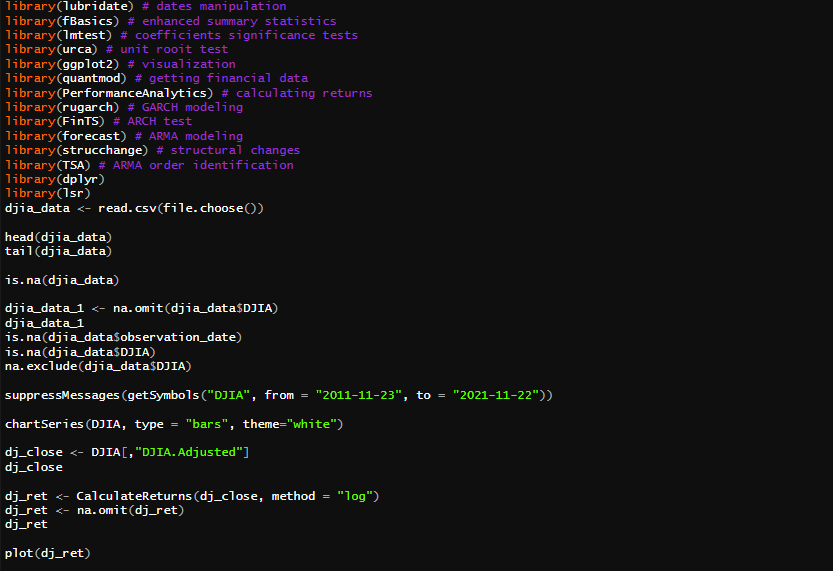 library(lubridate) # dates manipulation
library(fBasics) # enhanced summary statistics
library(lmtest) # coefficients significance tests
library(urca) # unit rooit test
library(ggplot2) # visualization
library(quantmod) # getting financial data
library(PerformanceAnalytics) # calculating returns
library(rugarch) # GARCH modeling
library(FinTS) # ARCH test
library(forecast) # ARMA modeling
library(strucchange) # structural changes
library(TSA) # ARMA order identification
library(dplyr)
library(lsr)
djia_data <- read.csv(file.choose())
head(djia_data)
tail(djia_data)
is.na(djia_data)
djia_data_1 <- na.omit(djia_data$DJIA)
djia_data_1
is.na(djia_data$observation_date)
is.na(djia_data$DJIA)
na.exclude(djia_data$DJIA)
suppressMessages(getSymbols("DJIA", from = "2011-11-23", to = "2021-11-22"))
chartSeries(DJIA, type = "bars", theme="white")
dj_close <- DJIA[,"DJIA.Adjusted"]
dj_close
dj_ret <- CalculateReturns(dj_close, method = "log")
dj_ret <- na.omit(dj_ret)
dj_ret
plot(dj_ret)